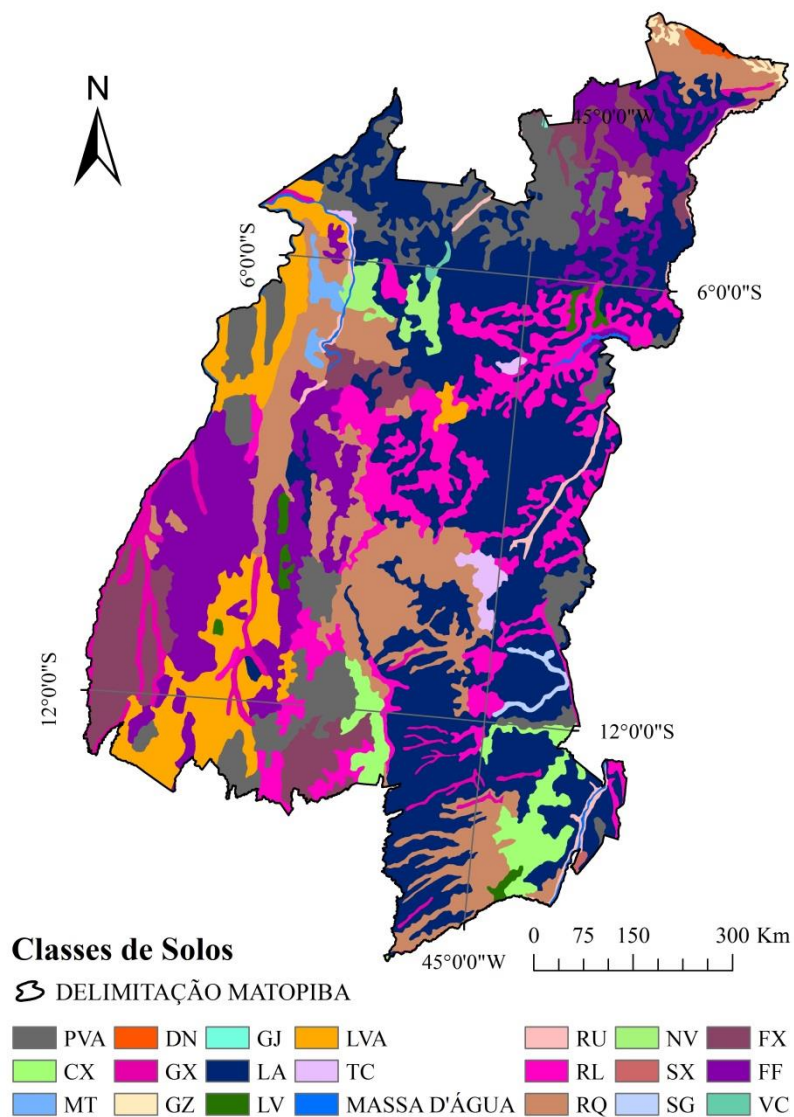 N
45°0'0"W
6°0'0"S
6°0'0"S
12°0'0"S
12°0'0"S
45°0'0"W
0 75 150 300 Km
Classes de Solos
DELIMITAÇÃO MATOPIBA
PVA DN GJ LVA RU NV FX
CX GX LA TC RL SX FF
MT GZ LV MASSA D'ÁGUA RQ SG VC